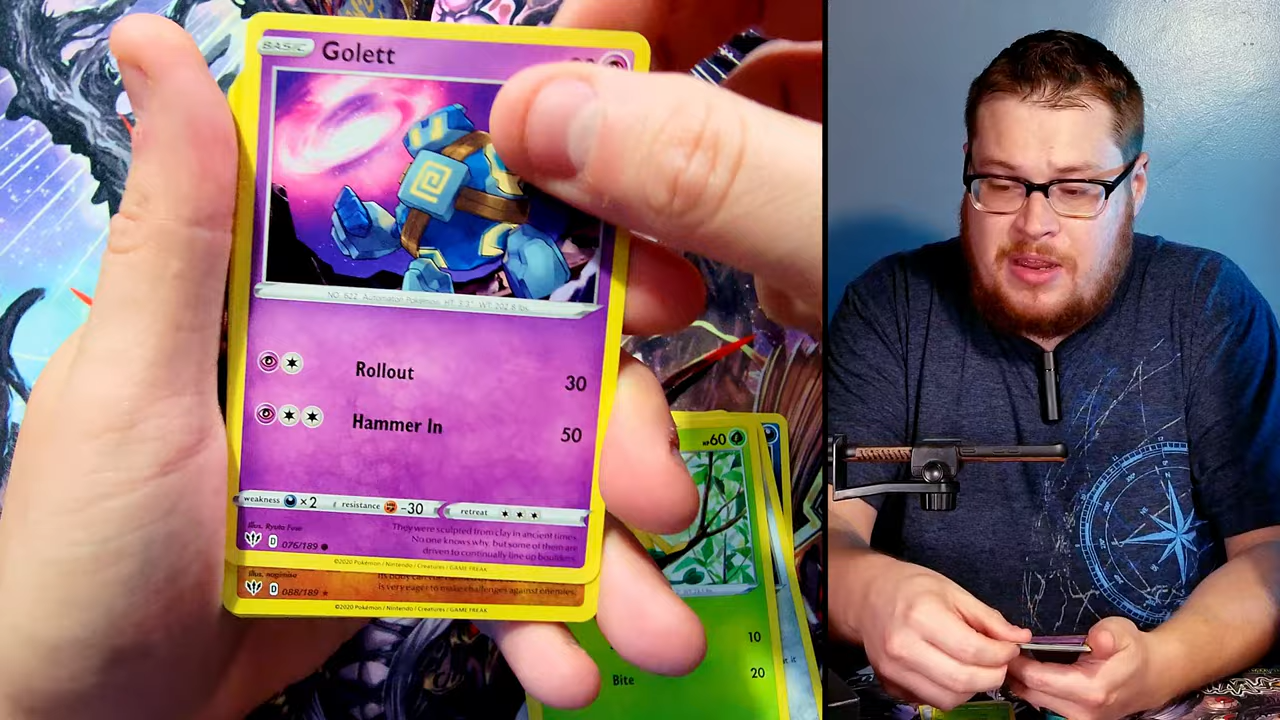 BASIC Golett
NO. 622 Automaton Pokémon HT: 3'3" WT: 202.8 lbs.
Rollout 30
Hammer In 50
weakness ×2 resistance -30 retreat
Illus. Ryuta Fuse
They were sculpted from clay in ancient times.
No one knows why, but some of them are
driven to continually line up boulders.
D 076/189
©2020 Pokémon / Nintendo / Creatures / GAME FREAK
is very eager to make challenges against enemies.
D 088/189
©2020 Pokémon / Nintendo / Creatures / GAME FREAK
HP 60
10
Bite 20